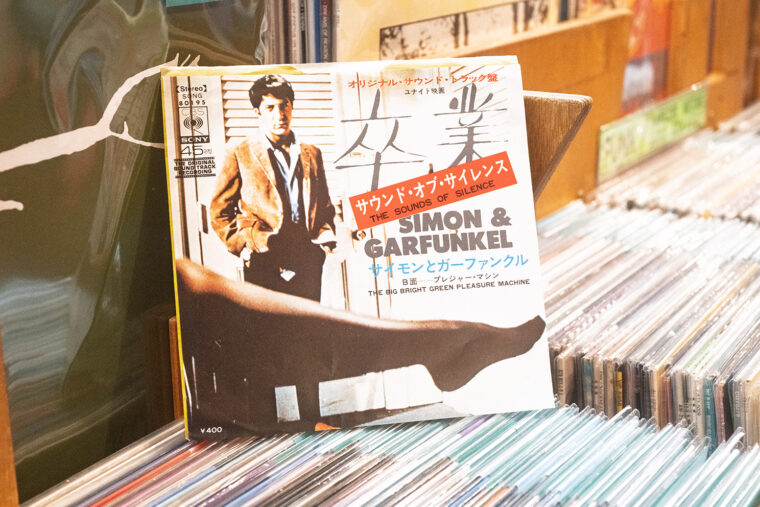 Stereo
SONG
80195
CBS
SONY
45
THE ORIGINAL
SOUNDTRACK
RECORDING
オリジナル・サウンド・トラック盤
ユナイト映画
卒業
サウンド・オブ・サイレンス
THE SOUNDS OF SILENCE
SIMON &
GARFUNKEL
サイモンとガーファンクル
B面──プレジャー・マシン
THE BIG BRIGHT GREEN PLEASURE MACHINE
￥400